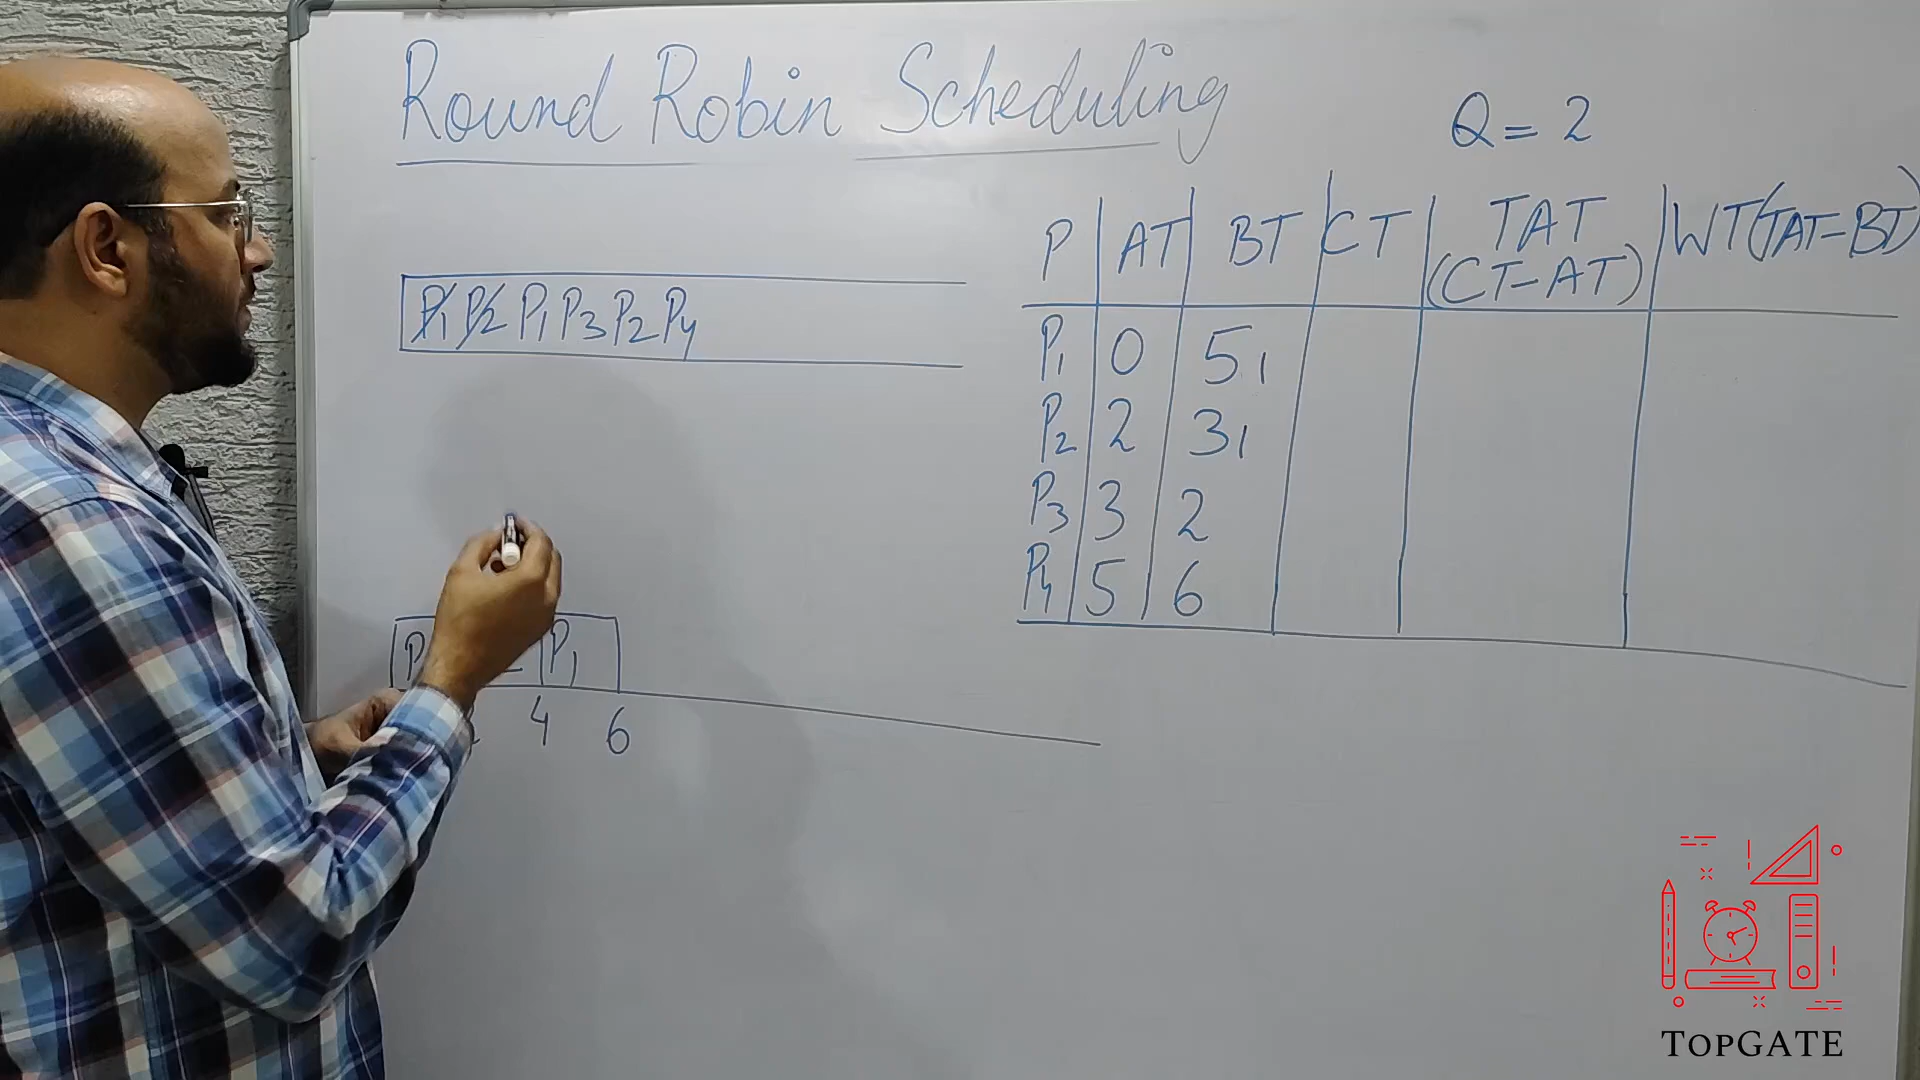 Round Robin Scheduling
Q = 2
P AT BT CT TAT (CT-AT) WT(TAT-BT)
P1 P2 P1 P3 P2 P4
P1 0 5 1
P2 2 3 1
P3 3 2
P4 5 6
P P1
4 6
TOPGATE